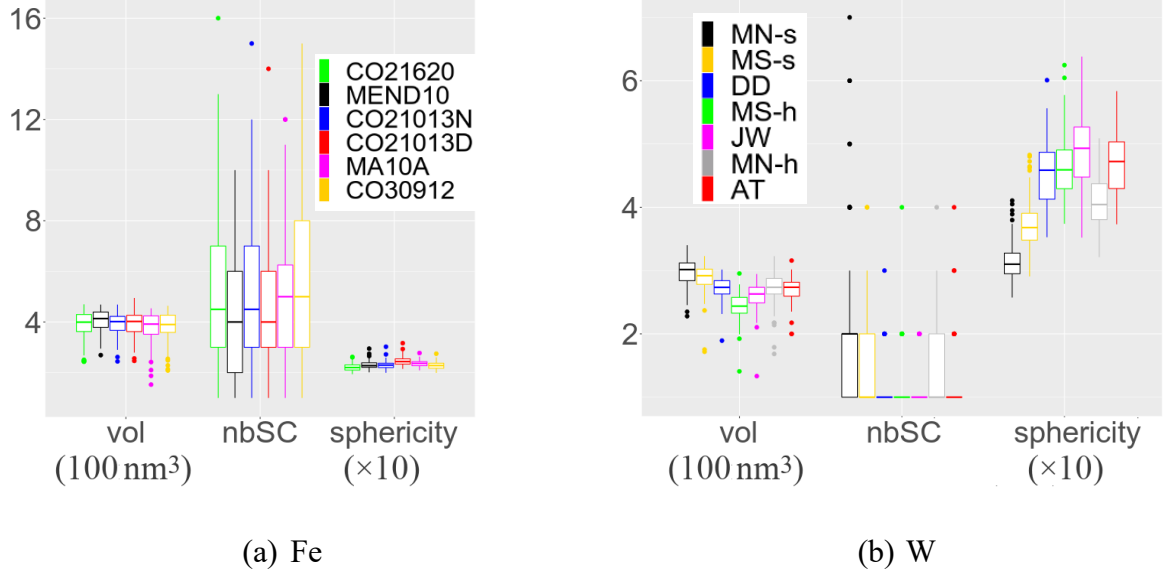 16
12
8
4
CO21620
MEND10
CO21013N
CO21013D
MA10A
CO30912
vol
nbSC
sphericity
(100 nm³)
(×10)
(a) Fe
6
4
2
MN-s
MS-s
DD
MS-h
JW
MN-h
AT
vol
nbSC
sphericity
(100 nm³)
(×10)
(b) W